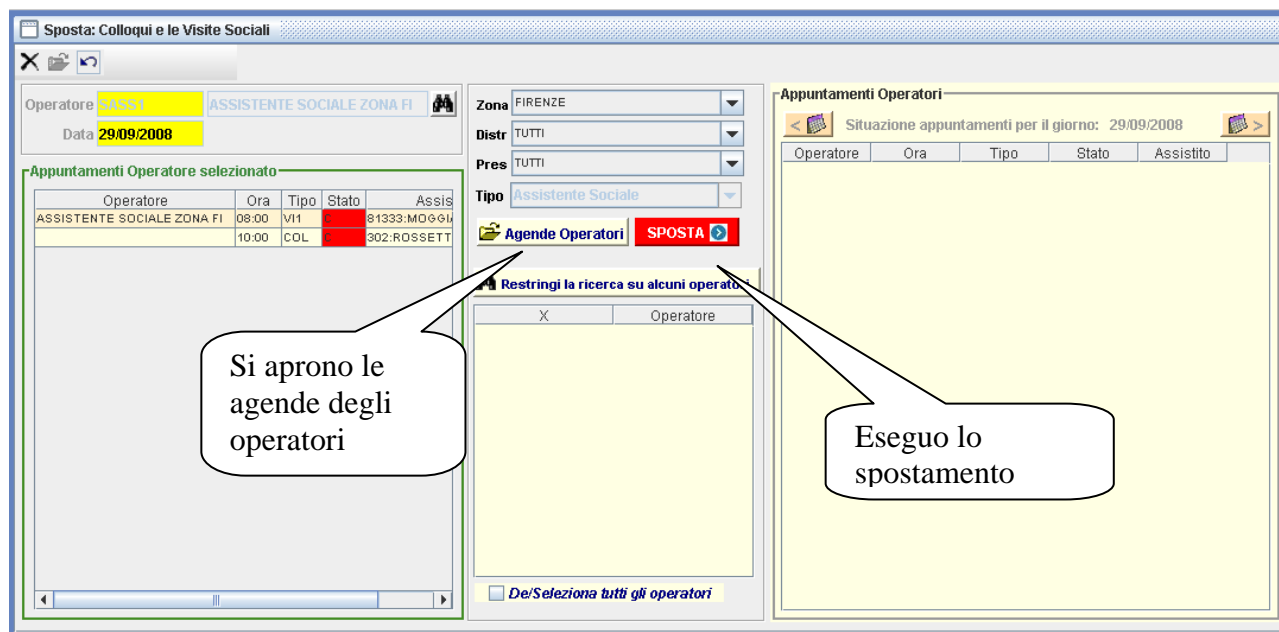 Sposta: Colloqui e le Visite Sociali
Operatore SASS1 ASSISTENTE SOCIALE ZONA FI
Data 29/09/2008
Appuntamenti Operatore selezionato
Operatore Ora Tipo Stato Assis
ASSISTENTE SOCIALE ZONA FI 08:00 VI1 C 81333:MOGGI
10:00 COL C 302:ROSSETT
Zona FIRENZE
Distr TUTTI
Pres TUTTI
Tipo Assistente Sociale
Agende Operatori SPOSTA
Restringi la ricerca su alcuni operatori
X Operatore
De/Seleziona tutti gli operatori
Appuntamenti Operatori
< Situazione appuntamenti per il giorno: 29/09/2008 >
Operatore Ora Tipo Stato Assistito
Si aprono le
agende degli
operatori
Eseguo lo
spostamento